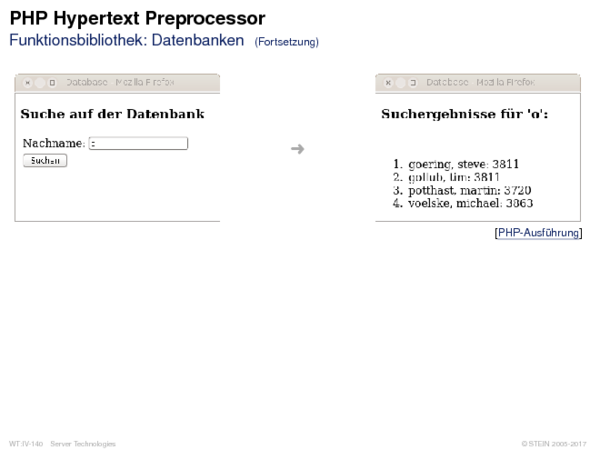 PHP Hypertext Preprocessor
Funktionsbibliothek: Datenbanken (Fortsetzung)
Database - Mozilla Firefox
Suche auf der Datenbank
Nachname:
Suchen
➜
Database - Mozilla Firefox
Suchergebnisse für 'o':
1. goering, steve: 3811
2. gollub, tim: 3811
3. potthast, martin: 3720
4. voelske, michael: 3863
[PHP-Ausführung]
WT:IV-140 Server Technologies
© STEIN 2005-2017